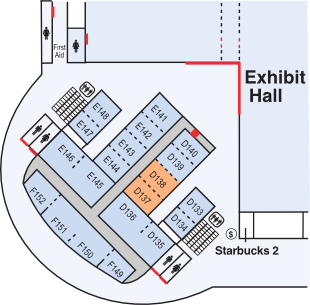 First
Aid
E148
E147
E141
E142
E143
E144
D140
D139
D138
D137
E146
E145
D136
D135
D133
D134
F152
F151
F150
F149
Exhibit
Hall
$
Starbucks 2